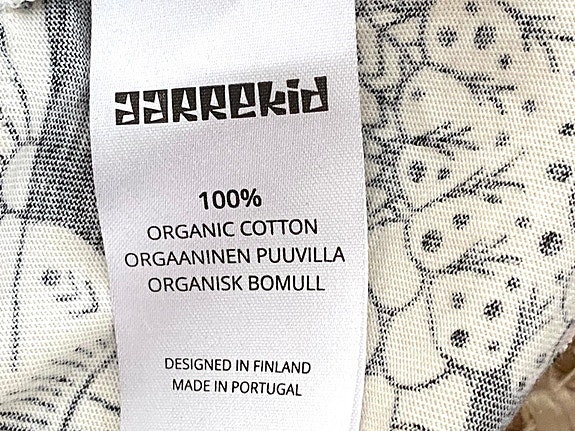 aarrekid
100%
ORGANIC COTTON
ORGAANINEN PUUVILLA
ORGANISK BOMULL
DESIGNED IN FINLAND
MADE IN PORTUGAL